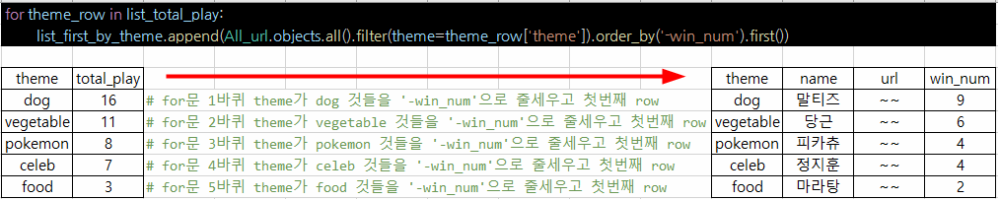 for theme_row in list_total_play:
list_first_by_theme.append(All_url.objects.all().filter(theme=theme_row['theme']).order_by('-win_num').first())
theme total_play theme name url win_num
dog 16 # for문 1바퀴 theme가 dog 것들을 '-win_num'으로 줄세우고 첫번째 row dog 말티즈 ~~ 9
vegetable 11 # for문 2바퀴 theme가 vegetable 것들을 '-win_num'으로 줄세우고 첫번째 row vegetable 당근 ~~ 6
pokemon 8 # for문 3바퀴 theme가 pokemon 것들을 '-win_num'으로 줄세우고 첫번째 row pokemon 피카츄 ~~ 4
celeb 7 # for문 4바퀴 theme가 celeb 것들을 '-win_num'으로 줄세우고 첫번째 row celeb 정지훈 ~~ 4
food 3 # for문 5바퀴 theme가 food 것들을 '-win_num'으로 줄세우고 첫번째 row food 마라탕 ~~ 2